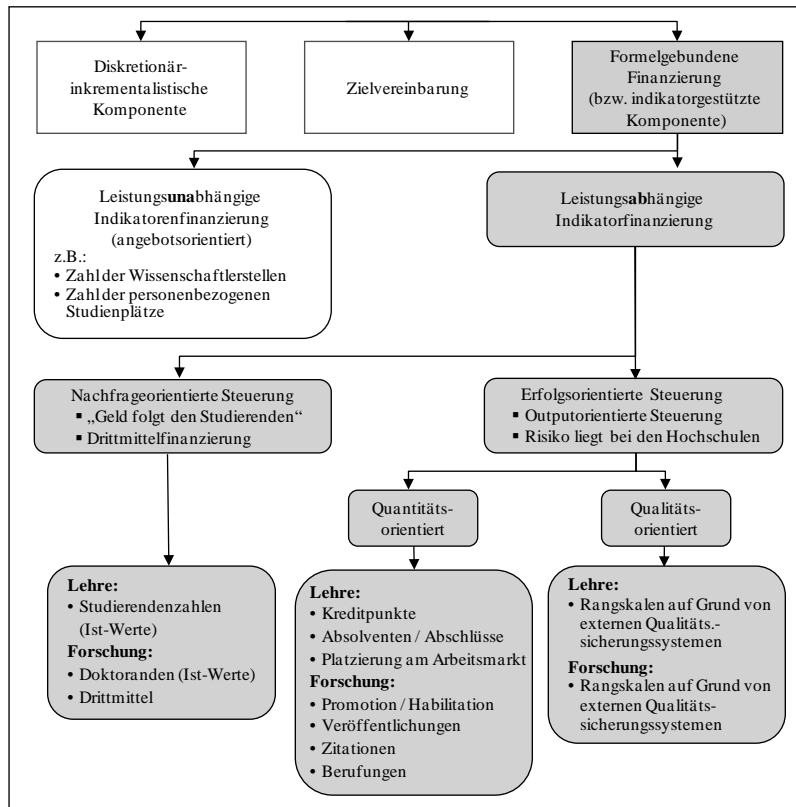 Diskretionär-
inkrementalistische
Komponente
Zielvereinbarung
Formelgebundene
Finanzierung
(bzw. indikatorgestützte
Komponente)
Leistungsunabhängige
Indikatorenfinanzierung
(angebotsorientiert)
z.B.:
• Zahl der Wissenschaftlerstellen
• Zahl der personenbezogenen
Studienplätze
Leistungsabhängige
Indikatorfinanzierung
Nachfrageorientierte Steuerung
▪ „Geld folgt den Studierenden“
▪ Drittmittelfinanzierung
Erfolgsorientierte Steuerung
▪ Outputorientierte Steuerung
▪ Risiko liegt bei den Hochschulen
Quantitäts-
orientiert
Qualitäts-
orientiert
Lehre:
• Studierendenzahlen
(Ist-Werte)
Forschung:
• Doktoranden (Ist-Werte)
• Drittmittel
Lehre:
• Kreditpunkte
• Absolventen / Abschlüsse
• Platzierung am Arbeitsmarkt
Forschung:
• Promotion / Habilitation
• Veröffentlichungen
• Zitationen
• Berufungen
Lehre:
• Rangskalen auf Grund von
externen Qualitäts.-
sicherungssystemen
Forschung:
• Rangskalen auf Grund von
externen Qualitäts-
sicherungssystemen